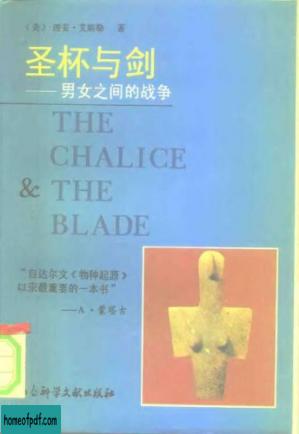 〔美〕理安·艾斯勒 著
圣杯与剑
——男女之间的战争
THE
CHALICE
& THE
BLADE
“自达尔文《物种起源》
以来最重要的一本书”
——A·蒙塔古
社会科学文献出版社
homeofpdf.com